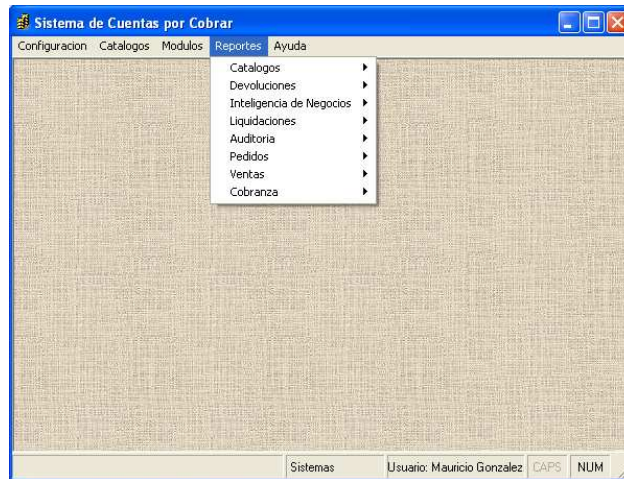 Sistema de Cuentas por Cobrar
Configuracion Catalogos Modulos Reportes Ayuda
Catalogos
Devoluciones
Inteligencia de Negocios
Liquidaciones
Auditoria
Pedidos
Ventas
Cobranza
Sistemas Usuario: Mauricio Gonzalez CAPS NUM